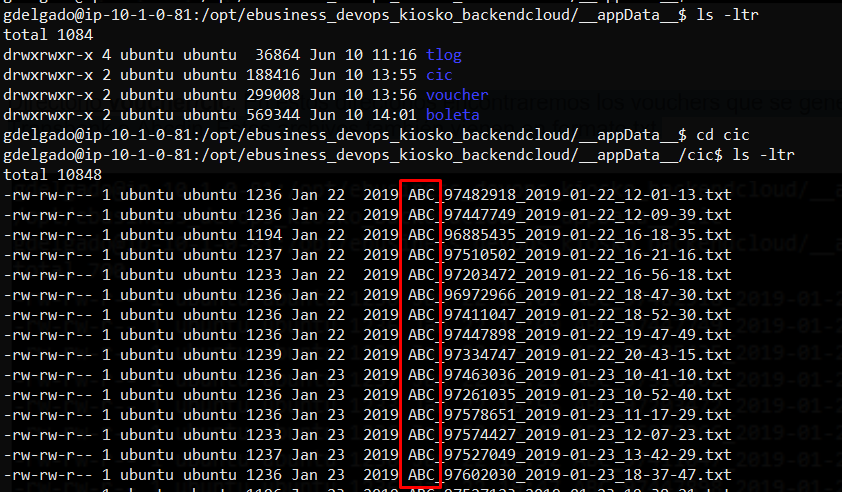 gdelgado@ip-10-1-0-81:/opt/ebusiness_devops_kiosko_backendcloud/__appData__$ ls -ltr
total 1084
drwxrwxr-x 4 ubuntu ubuntu  36864 Jun 10 11:16 tlog
drwxrwxr-x 2 ubuntu ubuntu 188416 Jun 10 13:55 cic
drwxrwxr-x 2 ubuntu ubuntu 299008 Jun 10 13:56 voucher
drwxrwxr-x 2 ubuntu ubuntu 569344 Jun 10 14:01 boleta
gdelgado@ip-10-1-0-81:/opt/ebusiness_devops_kiosko_backendcloud/__appData__$ cd cic
gdelgado@ip-10-1-0-81:/opt/ebusiness_devops_kiosko_backendcloud/__appData__/cic$ ls -ltr
total 10848
-rw-rw-r-- 1 ubuntu ubuntu 1236 Jan 22  2019 ABC_97482918_2019-01-22_12-01-13.txt
-rw-rw-r-- 1 ubuntu ubuntu 1236 Jan 22  2019 ABC_97447749_2019-01-22_12-09-39.txt
-rw-rw-r-- 1 ubuntu ubuntu 1194 Jan 22  2019 ABC_96885435_2019-01-22_16-18-35.txt
-rw-rw-r-- 1 ubuntu ubuntu 1237 Jan 22  2019 ABC_97510502_2019-01-22_16-21-16.txt
-rw-rw-r-- 1 ubuntu ubuntu 1233 Jan 22  2019 ABC_97203472_2019-01-22_16-56-18.txt
-rw-rw-r-- 1 ubuntu ubuntu 1236 Jan 22  2019 ABC_96972966_2019-01-22_18-47-30.txt
-rw-rw-r-- 1 ubuntu ubuntu 1236 Jan 22  2019 ABC_97411047_2019-01-22_18-52-30.txt
-rw-rw-r-- 1 ubuntu ubuntu 1236 Jan 22  2019 ABC_97447898_2019-01-22_19-47-49.txt
-rw-rw-r-- 1 ubuntu ubuntu 1239 Jan 22  2019 ABC_97334747_2019-01-22_20-43-15.txt
-rw-rw-r-- 1 ubuntu ubuntu 1236 Jan 23  2019 ABC_97463036_2019-01-23_10-41-10.txt
-rw-rw-r-- 1 ubuntu ubuntu 1236 Jan 23  2019 ABC_97261035_2019-01-23_10-52-40.txt
-rw-rw-r-- 1 ubuntu ubuntu 1236 Jan 23  2019 ABC_97578651_2019-01-23_11-17-29.txt
-rw-rw-r-- 1 ubuntu ubuntu 1233 Jan 23  2019 ABC_97574427_2019-01-23_12-07-23.txt
-rw-rw-r-- 1 ubuntu ubuntu 1237 Jan 23  2019 ABC_97527049_2019-01-23_13-42-29.txt
-rw-rw-r-- 1 ubuntu ubuntu 1236 Jan 23  2019 ABC_97602030_2019-01-23_18-37-47.txt